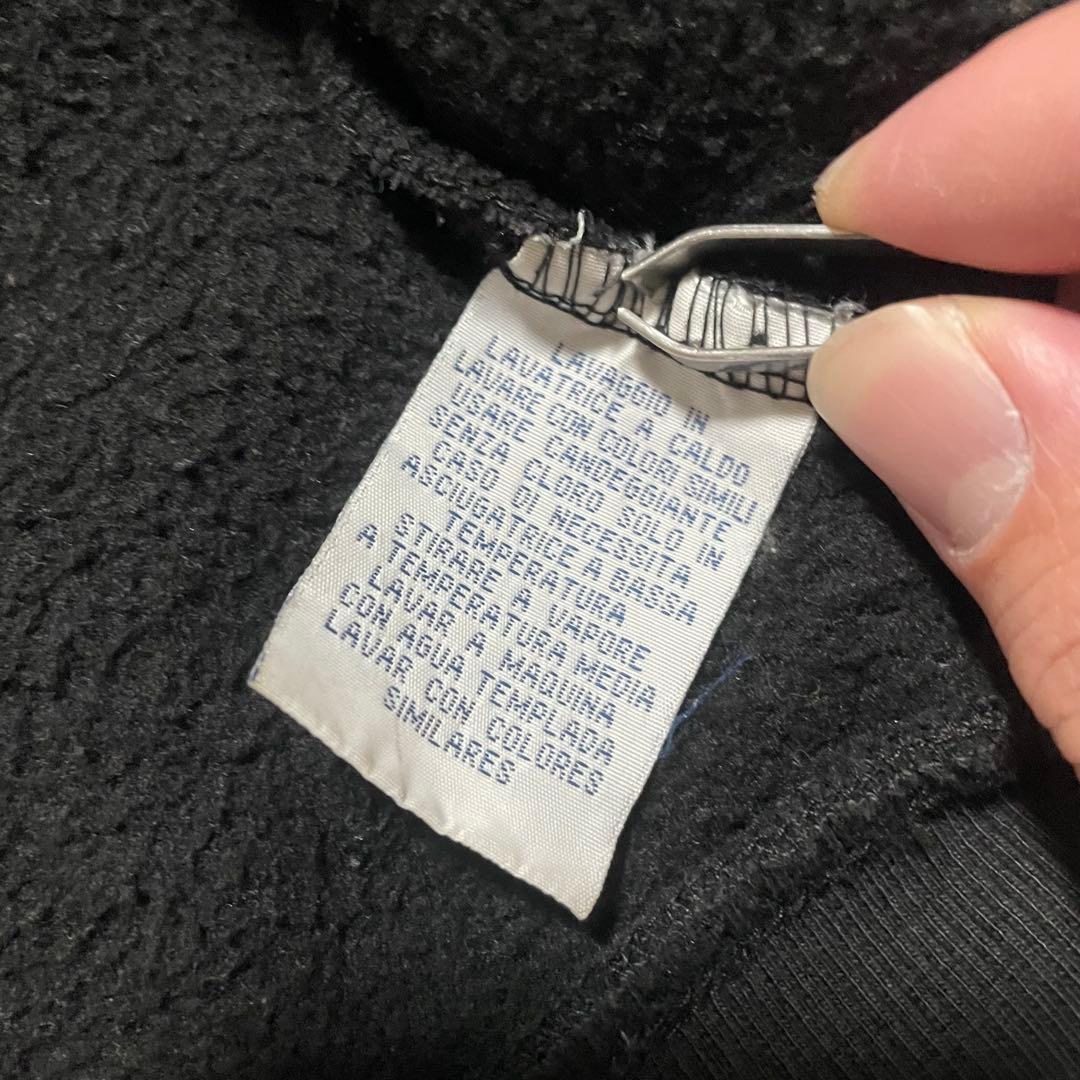 LAVAGGIO IN
LAVATRICE A CALDO
LAVARE CON COLORI SIMILI
USARE CANDEGGIANTE
SENZA CLORO SOLO IN
CASO DI NECESSITA
ASCIUGATRICE A BASSA
TEMPERATURA
STIRARE A VAPORE
A TEMPERATURA MEDIA
LAVAR A MAQUINA
CON AGUA TEMPLADA
LAVAR CON COLORES
SIMILARES